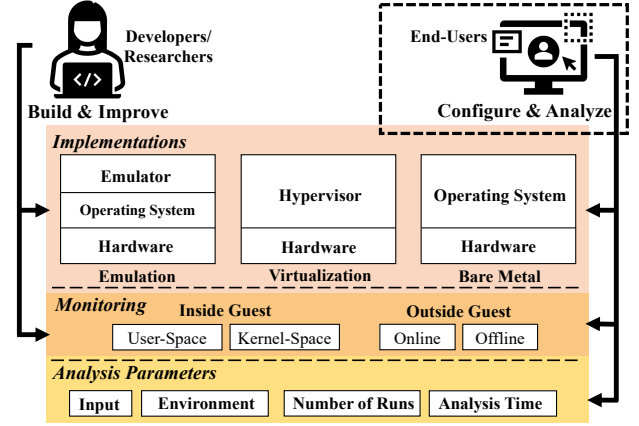 Developers/
Researchers
End-Users
</>
Build & Improve
Configure & Analyze
Implementations
Emulator
Operating System
Hardware
Emulation
Hypervisor
Hardware
Virtualization
Operating System
Hardware
Bare Metal
Monitoring
Inside Guest
Outside Guest
User-Space
Kernel-Space
Online
Offline
Analysis Parameters
Input
Environment
Number of Runs
Analysis Time